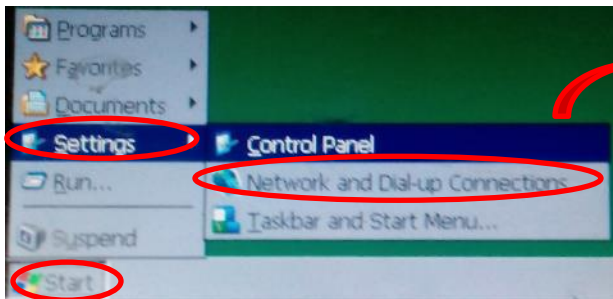 Programs
Favorites
Documents
Settings
Control Panel
Run...
Network and Dial-up Connections
Taskbar and Start Menu...
Suspend
Start